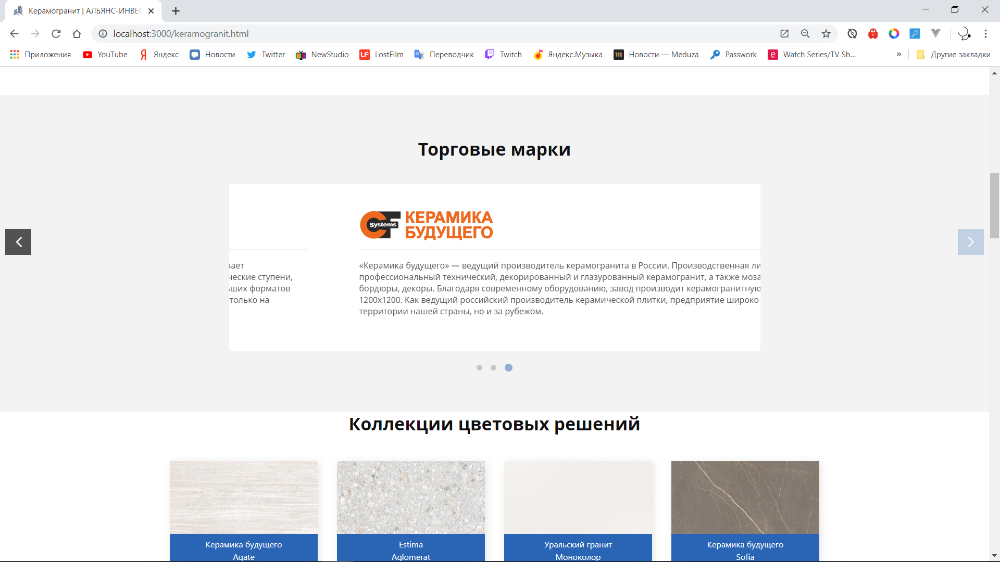 Керамогранит | АЛЬЯНС-ИНВЕС
localhost:3000/keramogranit.html
Приложения
YouTube
Яндекс
Новости
Twitter
NewStudio
LostFilm
Переводчик
Twitch
Яндекс.Музыка
Новости — Meduza
Passwork
Watch Series/TV Sh...
»
Другие закладки
Торговые марки
CF Systems
КЕРАМИКА
БУДУЩЕГО
ческие ступени,
ших форматов
только на
«Керамика будущего» — ведущий производитель керамогранита в России. Производственная ли
профессиональный технический, декорированный и глазурованный керамогранит, а также моза
бордюры, декоры. Благодаря современному оборудованию, завод производит керамогранитную
1200х1200. Как ведущий российский производитель керамической плитки, предприятие широко
территории нашей страны, но и за рубежом.
Коллекции цветовых решений
Керамика будущего
Agate
Estima
Aglomerat
Уральский гранит
Моноколор
Керамика будущего
Sofia